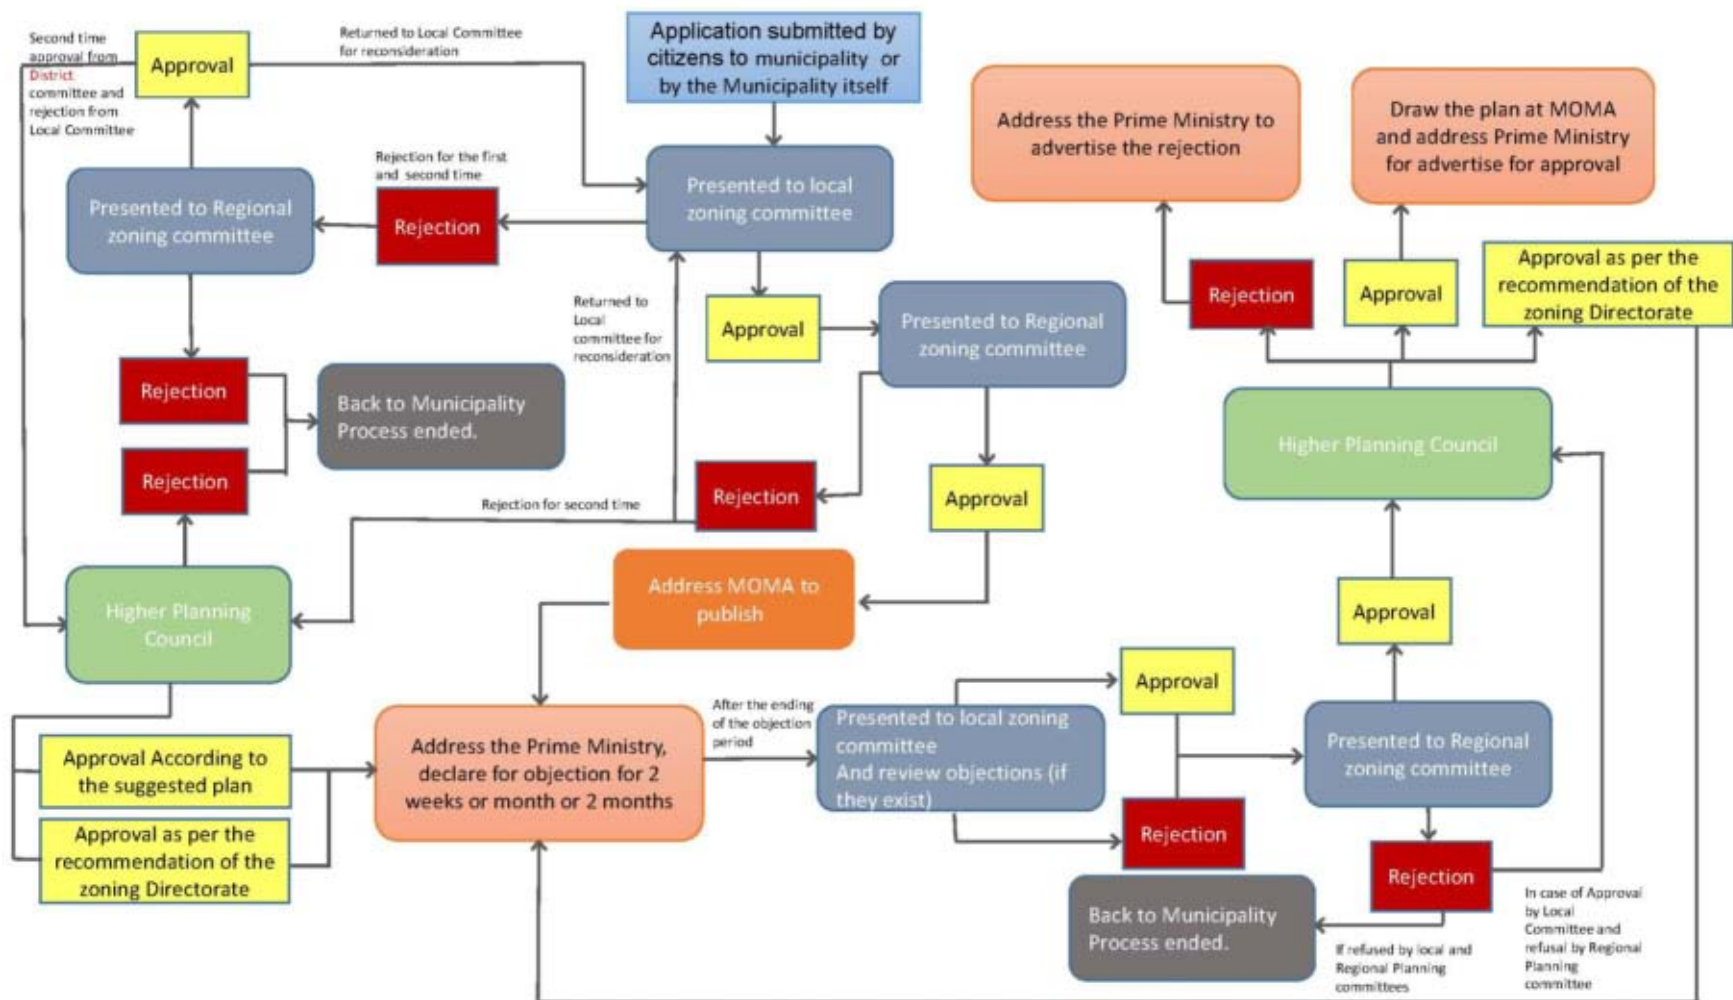 Second time
approval from
District
committee and
rejection from
Local Committee
Approval
Returned to Local Committee
for reconsideration
Application submitted by
citizens to municipality or
by the Municipality itself
Address the Prime Ministry to
advertise the rejection
Draw the plan at MOMA
and address Prime Ministry
for advertise for approval
Presented to Regional
zoning committee
Rejection for the first
and second time
Rejection
Presented to local
zoning committee
Returned to
Local
committee for
reconsideration
Approval
Presented to Regional
zoning committee
Rejection
Approval
Approval as per the
recommendation of the
zoning Directorate
Rejection
Back to Municipality
Process ended.
Rejection
Rejection for second time
Rejection
Approval
Higher Planning Council
Higher Planning
Council
Address MOMA to
publish
Approval
Approval According to
the suggested plan
Approval as per the
recommendation of the
zoning Directorate
Address the Prime Ministry,
declare for objection for 2
weeks or month or 2 months
After the ending
of the objection
period
Presented to local zoning
committee
And review objections (if
they exist)
Approval
Rejection
Presented to Regional
zoning committee
Rejection
Back to Municipality
Process ended.
If refused by local and
Regional Planning
committees
In case of Approval
by Local
Committee and
refusal by Regional
Planning
committee